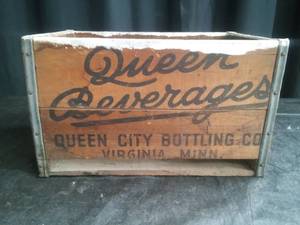 Queen
Beverages
QUEEN CITY BOTTLING CO.
VIRGINIA, MINN.